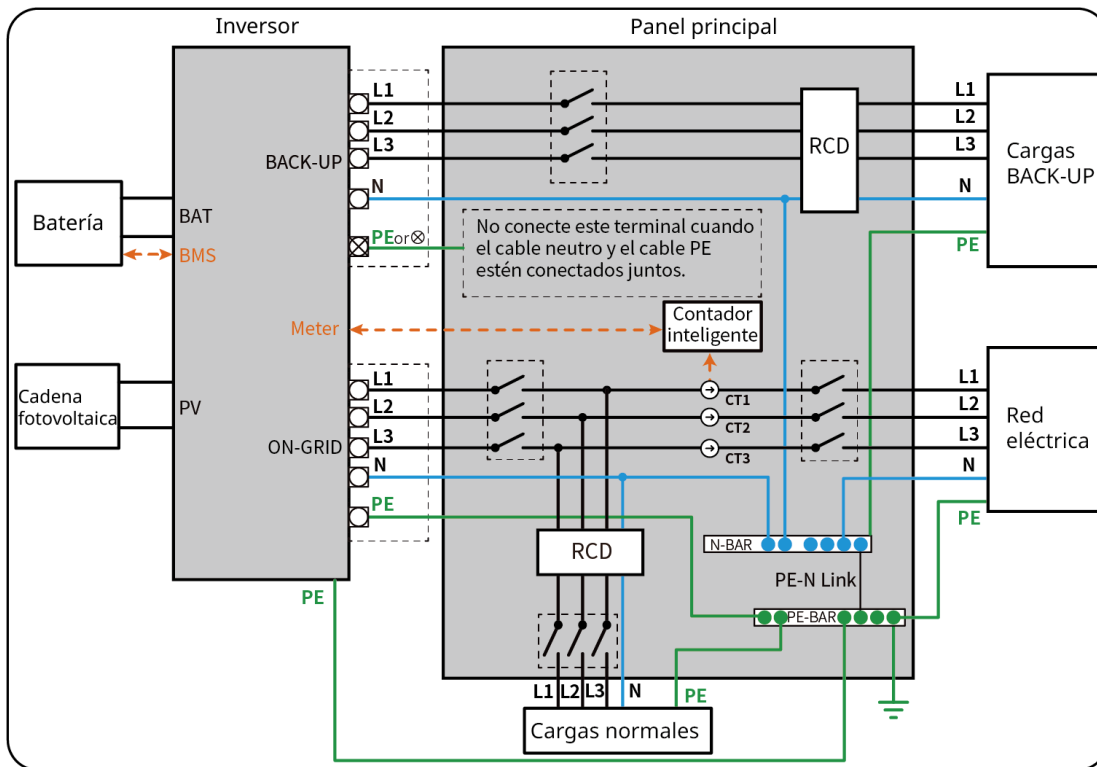 Inversor
Panel principal
L1
L2
L3
BACK-UP
N
PEor⊗
RCD
L1
L2
L3
N
PE
Cargas
BACK-UP
Batería
BAT
BMS
No conecte este terminal cuando
el cable neutro y el cable PE
estén conectados juntos.
Meter
Contador
inteligente
Cadena
fotovoltaica
PV
L1
L2
L3
ON-GRID
N
PE
CT1
CT2
CT3
L1
L2
L3
N
PE
Red
eléctrica
RCD
N-BAR
PE-N Link
PE-BAR
PE
L1
L2
L3
N
PE
Cargas normales